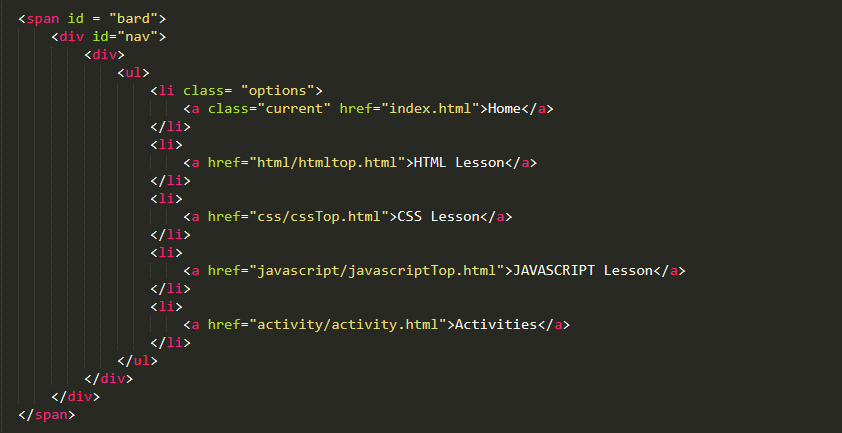 <span id = "bard">
<div id="nav">
<div>
<ul>
<li class= "options">
<a class="current" href="index.html">Home</a>
</li>
<li>
<a href="html/htmltop.html">HTML Lesson</a>
</li>
<li>
<a href="css/cssTop.html">CSS Lesson</a>
</li>
<li>
<a href="javascript/javascriptTop.html">JAVASCRIPT Lesson</a>
</li>
<li>
<a href="activity/activity.html">Activities</a>
</li>
</ul>
</div>
</div>
</span>